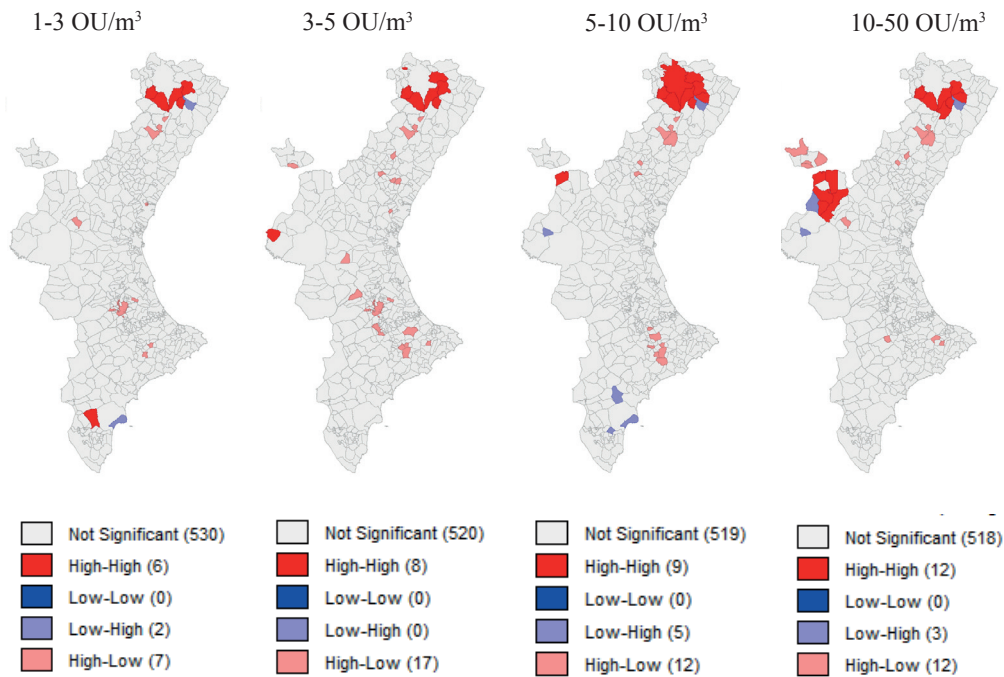 1-3 OU/m³
3-5 OU/m³
5-10 OU/m³
10-50 OU/m³
Not Significant (530)
High-High (6)
Low-Low (0)
Low-High (2)
High-Low (7)
Not Significant (520)
High-High (8)
Low-Low (0)
Low-High (0)
High-Low (17)
Not Significant (519)
High-High (9)
Low-Low (0)
Low-High (5)
High-Low (12)
Not Significant (518)
High-High (12)
Low-Low (0)
Low-High (3)
High-Low (12)